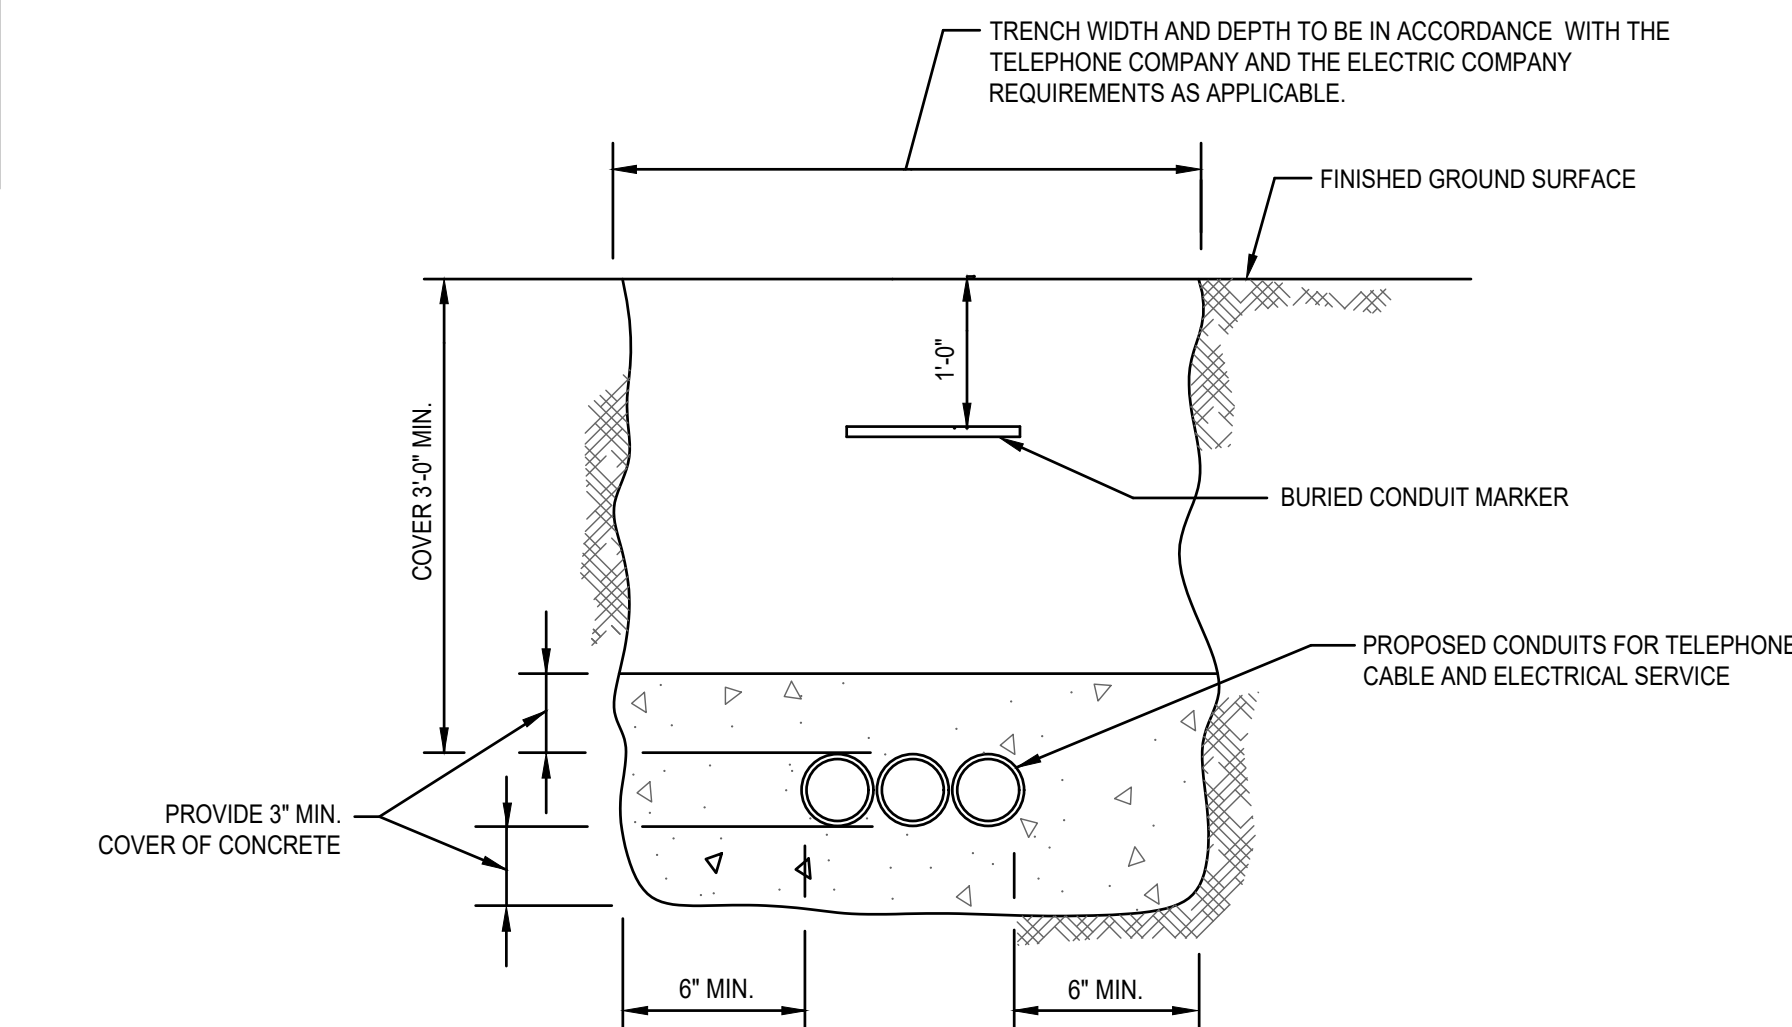 TRENCH WIDTH AND DEPTH TO BE IN ACCORDANCE WITH THE
TELEPHONE COMPANY AND THE ELECTRIC COMPANY
REQUIREMENTS AS APPLICABLE.
FINISHED GROUND SURFACE
1'-0"
COVER 3'-0" MIN.
BURIED CONDUIT MARKER
PROPOSED CONDUITS FOR TELEPHONE
CABLE AND ELECTRICAL SERVICE
PROVIDE 3" MIN.
COVER OF CONCRETE
6" MIN.
6" MIN.